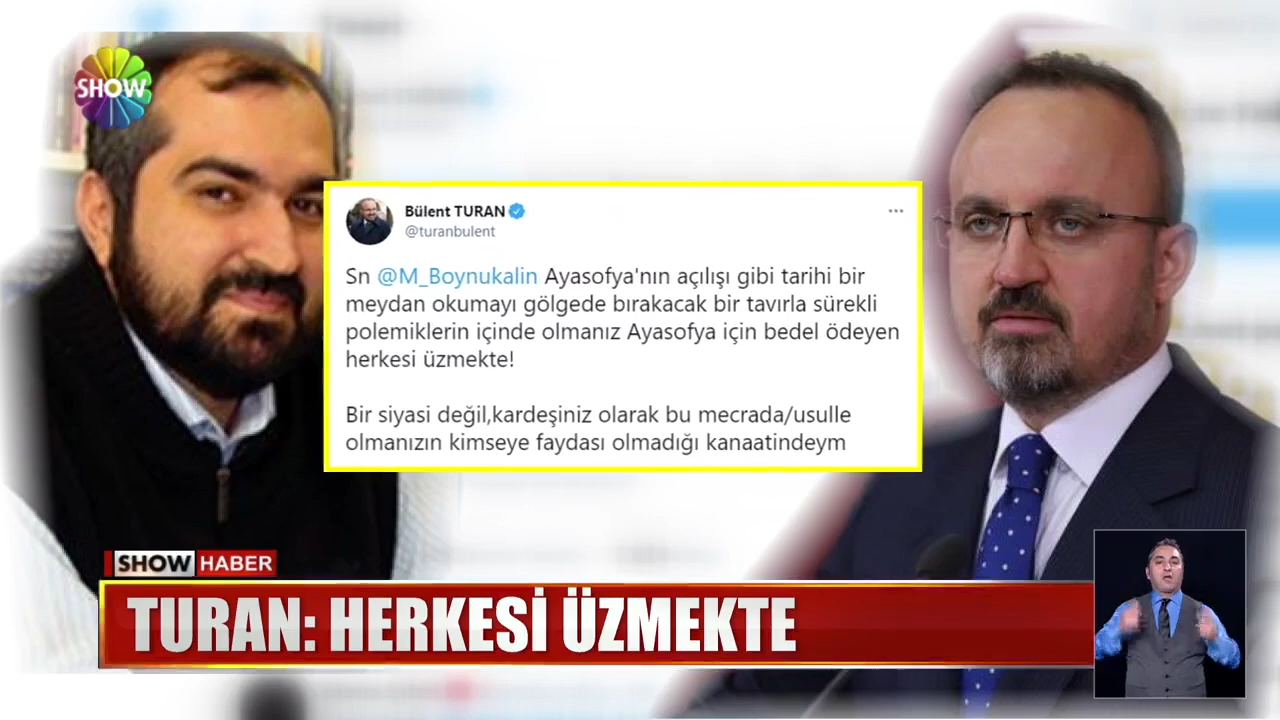 SHOW
Bülent TURAN
@turanbulent
Sn @M_Boynukalin Ayasofya'nın açılışı gibi tarihi bir
meydan okumayı gölgede bırakacak bir tavırla sürekli
polemiklerin içinde olmanız Ayasofya için bedel ödeyen
herkesi üzmekte!
Bir siyasi değil,kardeşiniz olarak bu mecrada/usulle
olmanızın kimseye faydası olmadığı kanaatindeym
SHOW HABER
TURAN: HERKESİ ÜZMEKTE